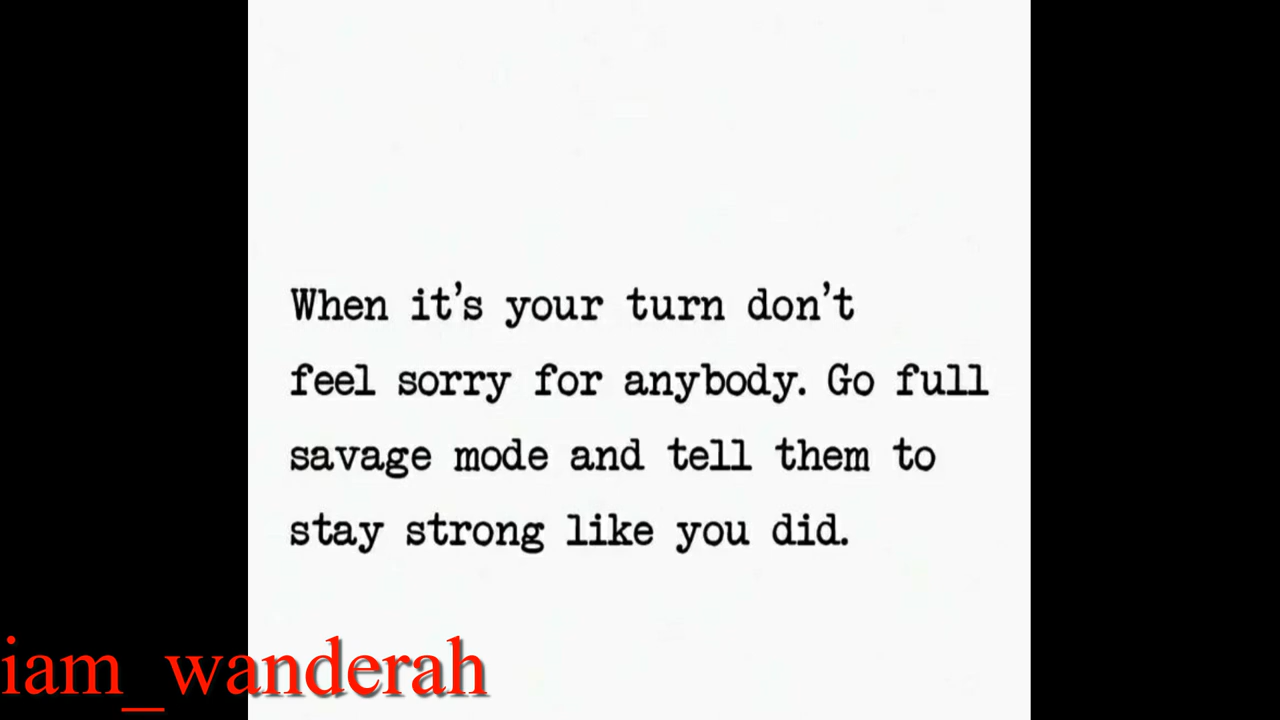 When it’s your turn don’t
feel sorry for anybody. Go full
savage mode and tell them to
stay strong like you did.
iam_wanderah